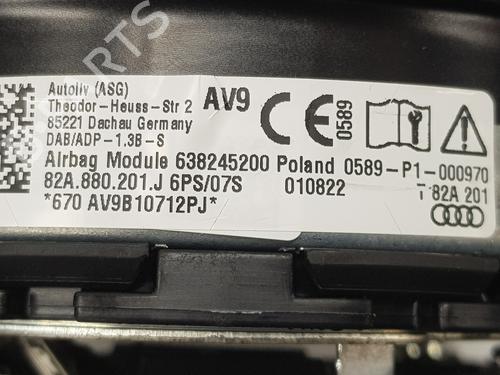 Autoliv (ASG)
Theodor-Heuss-Str 2
85221 Dachau Germany
DAB/ADP-1.3B-S
AV9
CE
0589
Airbag Module 638245200 Poland 0589-P1-000970
82A.880.201.J 6PS/07S 010822 82A 201
*670 AV9B10712PJ*